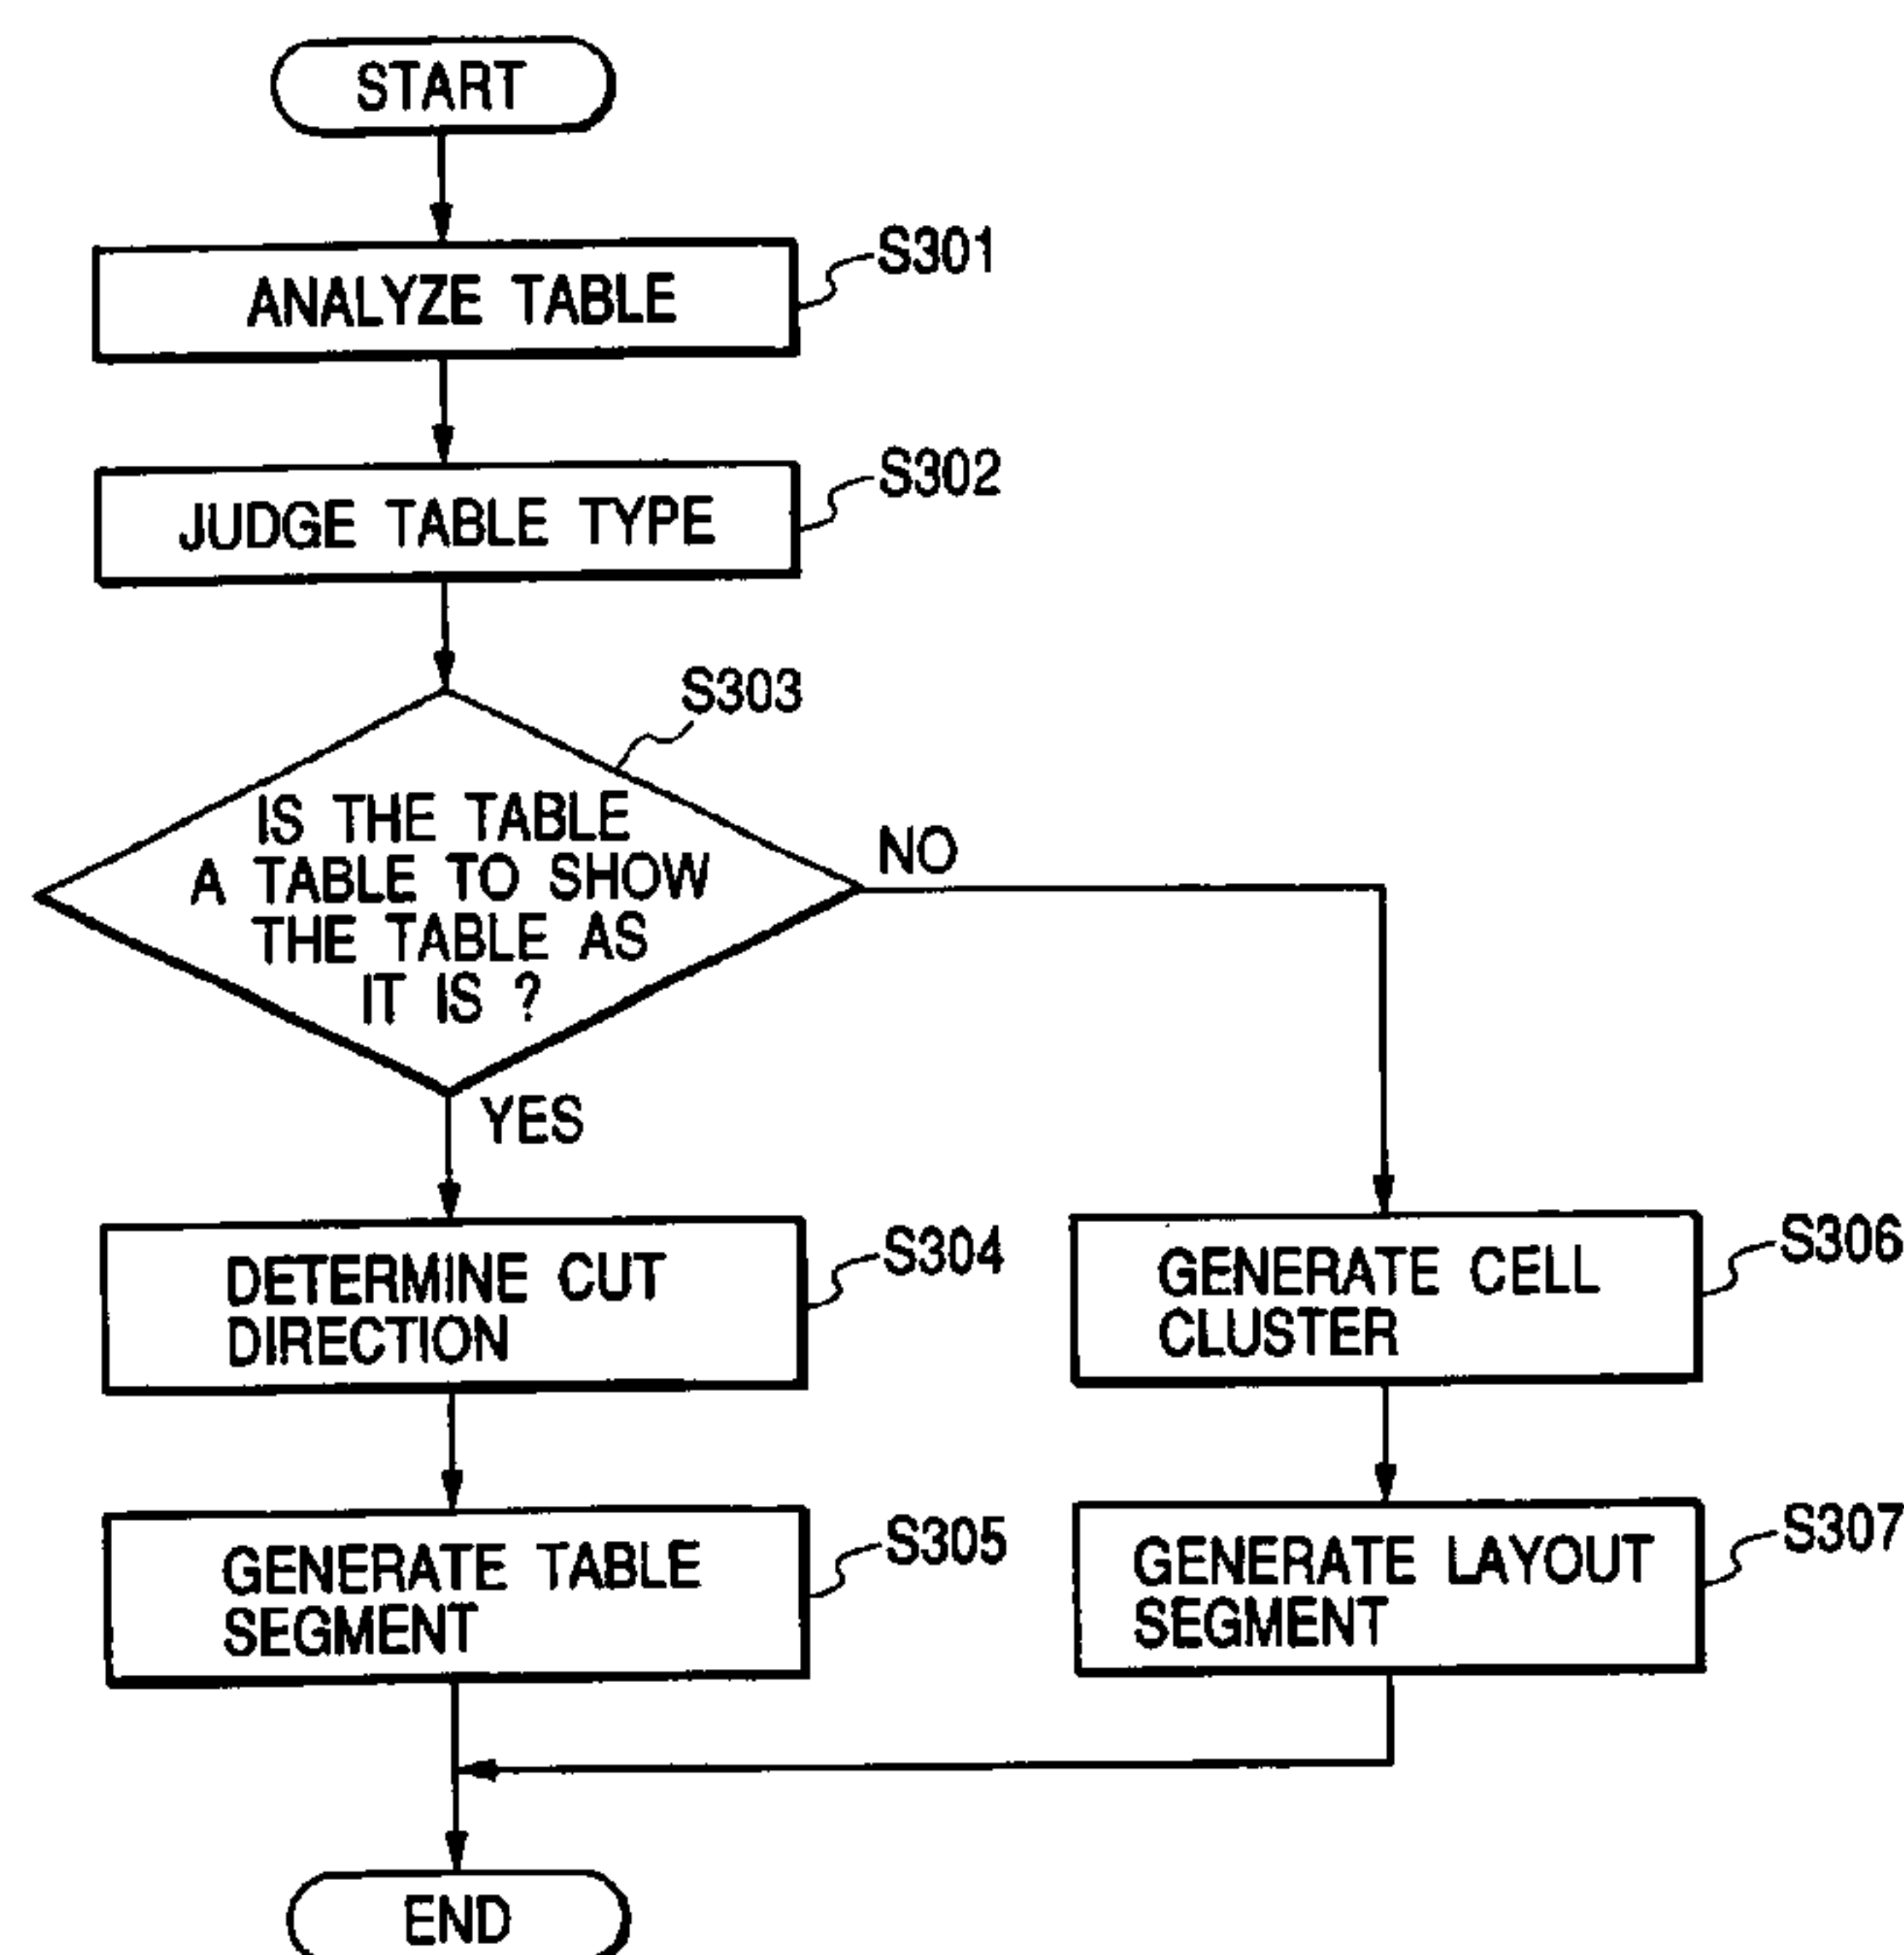 START
ANALYZE TABLE
S301
JUDGE TABLE TYPE
S302
S303
IS THE TABLE
A TABLE TO SHOW
THE TABLE AS
IT IS ?
NO
YES
DETERMINE CUT
DIRECTION
S304
GENERATE CELL
CLUSTER
S306
GENERATE TABLE
SEGMENT
S305
GENERATE LAYOUT
SEGMENT
S307
END